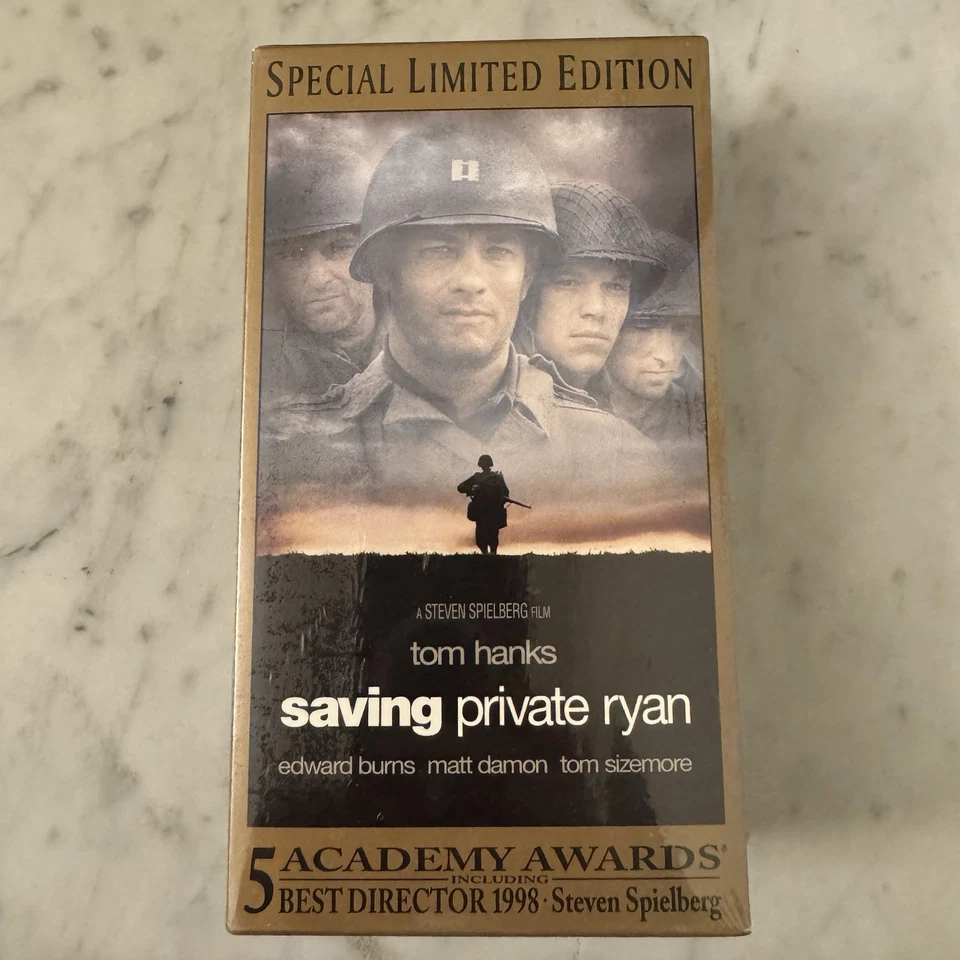 SPECIAL LIMITED EDITION
A STEVEN SPIELBERG FILM
tom hanks
saving private ryan
edward burns matt damon tom sizemore
5 ACADEMY AWARDS®
INCLUDING
BEST DIRECTOR 1998 · Steven Spielberg